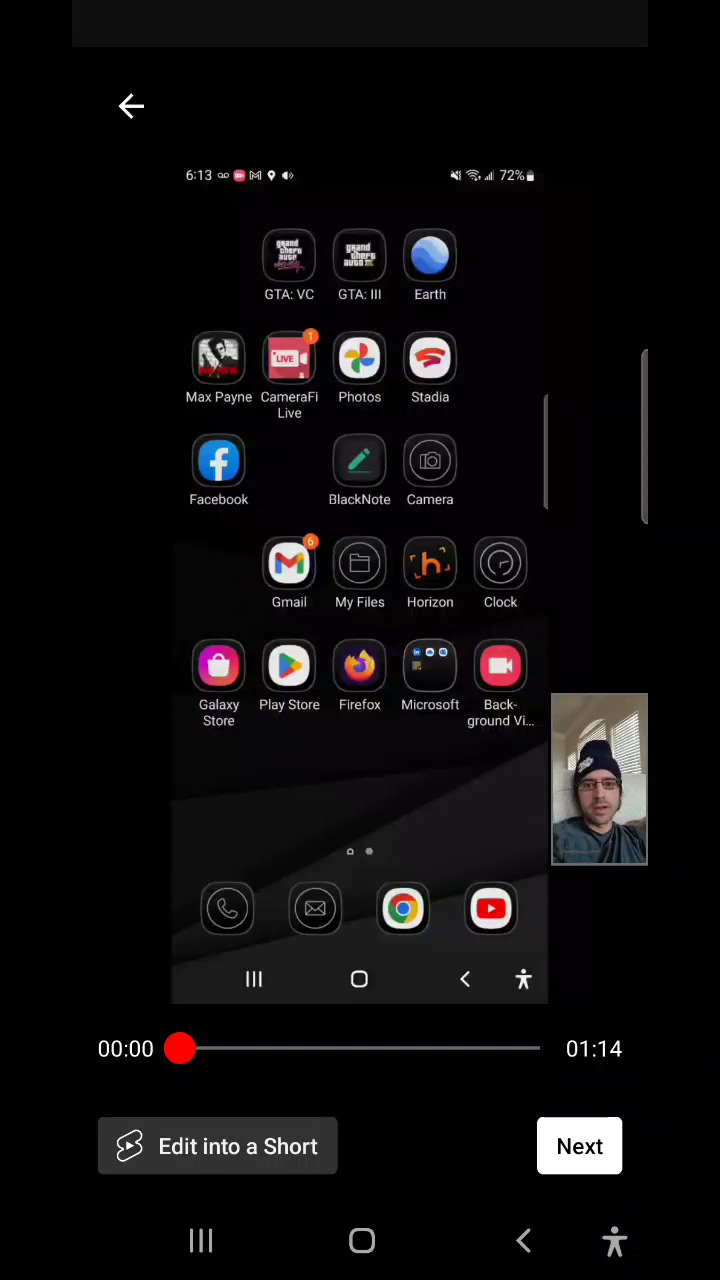 6:13
72%
GTA: VC
GTA: III
Earth
Max Payne
LIVE
1
CameraFi
Live
Photos
Stadia
Facebook
BlackNote
Camera
6
Gmail
My Files
Horizon
Clock
Galaxy
Store
Play Store
Firefox
Microsoft
Back-
ground Vi...
00:00
01:14
Edit into a Short
Next